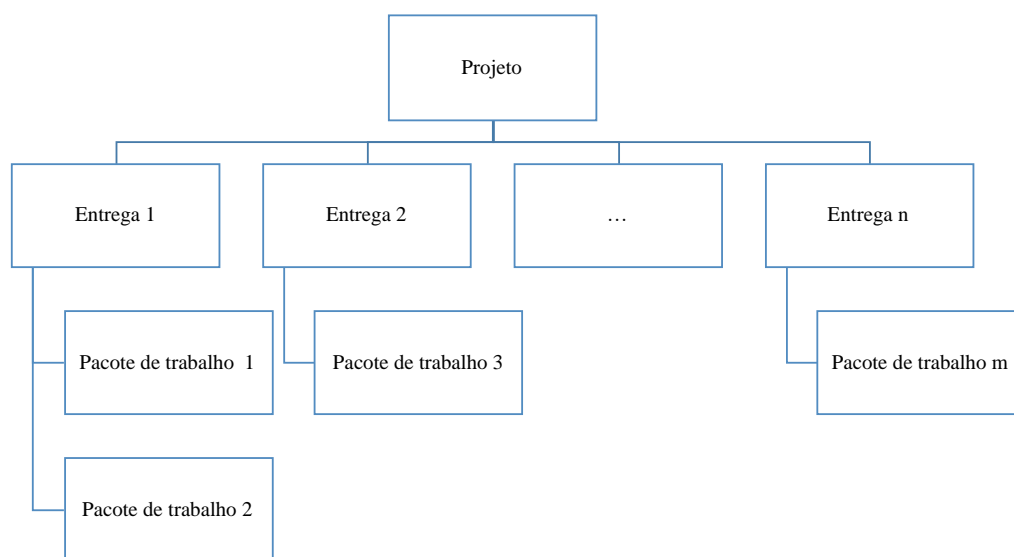 Projeto
Entrega 1
Entrega 2
…
Entrega n
Pacote de trabalho  1
Pacote de trabalho 3
Pacote de trabalho m
Pacote de trabalho 2